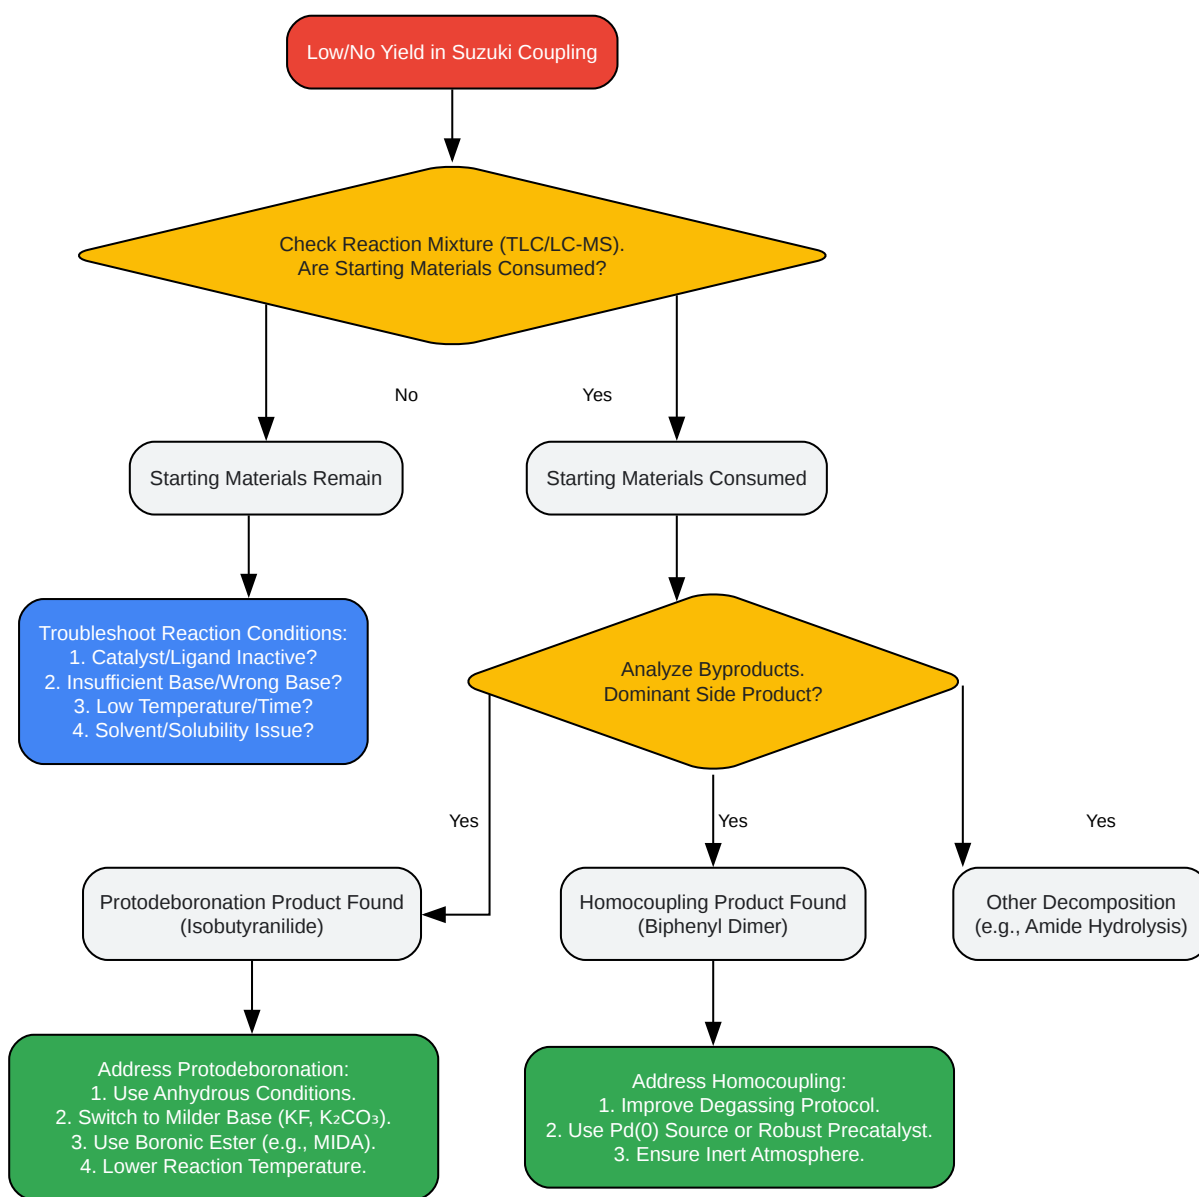 Low/No Yield in Suzuki Coupling
Check Reaction Mixture (TLC/LC-MS).
Are Starting Materials Consumed?
No
Yes
Starting Materials Remain
Starting Materials Consumed
Troubleshoot Reaction Conditions:
1. Catalyst/Ligand Inactive?
2. Insufficient Base/Wrong Base?
3. Low Temperature/Time?
4. Solvent/Solubility Issue?
Analyze Byproducts.
Dominant Side Product?
Yes
Yes
Yes
Protodeboronation Product Found
(Isobutyranilide)
Homocoupling Product Found
(Biphenyl Dimer)
Other Decomposition
(e.g., Amide Hydrolysis)
Address Protodeboronation:
1. Use Anhydrous Conditions.
2. Switch to Milder Base (KF, K₂CO₃).
3. Use Boronic Ester (e.g., MIDA).
4. Lower Reaction Temperature.
Address Homocoupling:
1. Improve Degassing Protocol.
2. Use Pd(0) Source or Robust Precatalyst.
3. Ensure Inert Atmosphere.